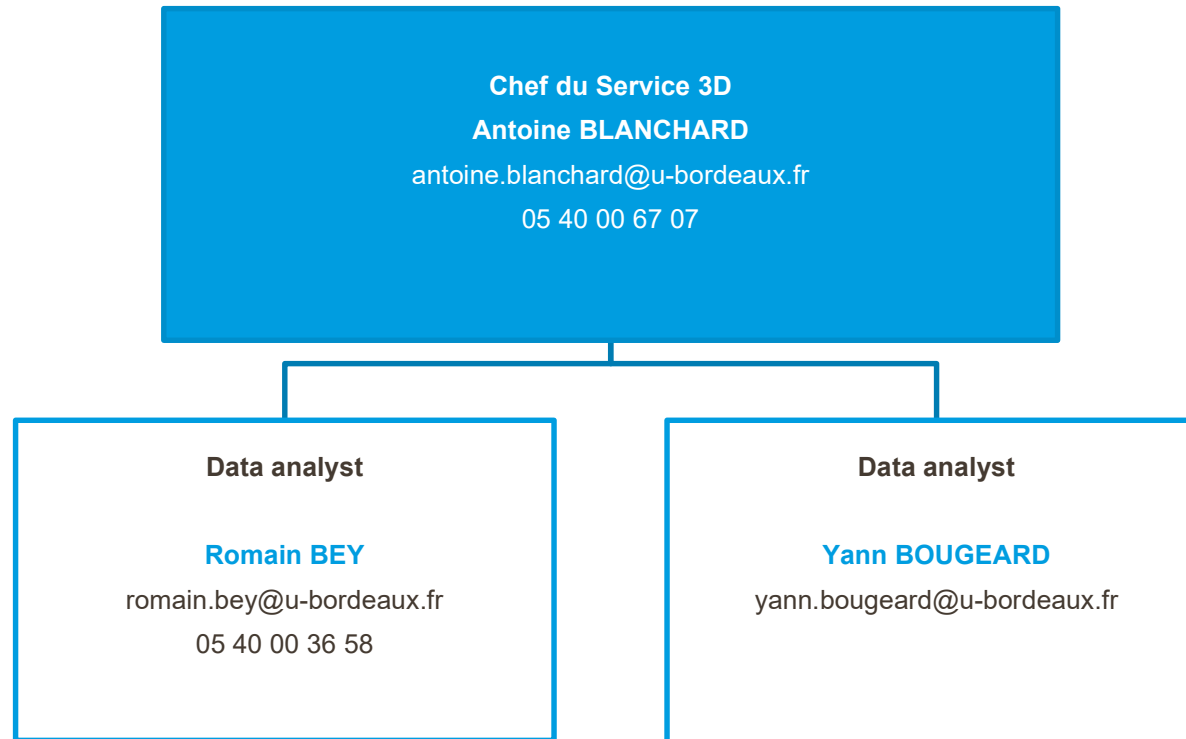 Chef du Service 3D
Antoine BLANCHARD
antoine.blanchard@u-bordeaux.fr
05 40 00 67 07
Data analyst
Romain BEY
romain.bey@u-bordeaux.fr
05 40 00 36 58
Data analyst
Yann BOUGEARD
yann.bougeard@u-bordeaux.fr